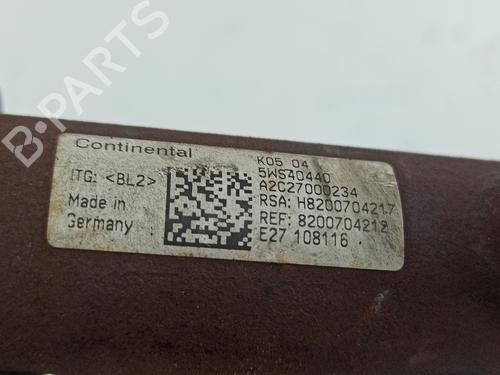 B-PARTS
Continental
ITG: <BL2>
Made in
Germany
K05 04
5WS40440
A2C27000234
RSA: H8200704217
REF: 8200704212
E27 108116